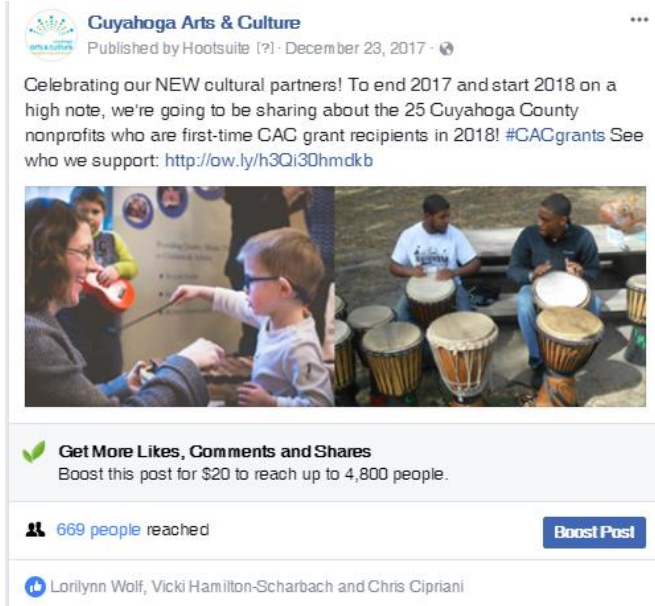 Cuyahoga Arts & Culture
Published by Hootsuite [?] · December 23, 2017 ·
Celebrating our NEW cultural partners! To end 2017 and start 2018 on a
high note, we're going to be sharing about the 25 Cuyahoga County
nonprofits who are first-time CAC grant recipients in 2018! #CACgrants See
who we support: http://ow.ly/h3Qi30hmdkb
Get More Likes, Comments and Shares
Boost this post for $20 to reach up to 4,800 people.
669 people reached
Boost Post
Lorilynn Wolf, Vicki Hamilton-Scharbach and Chris Cipriani